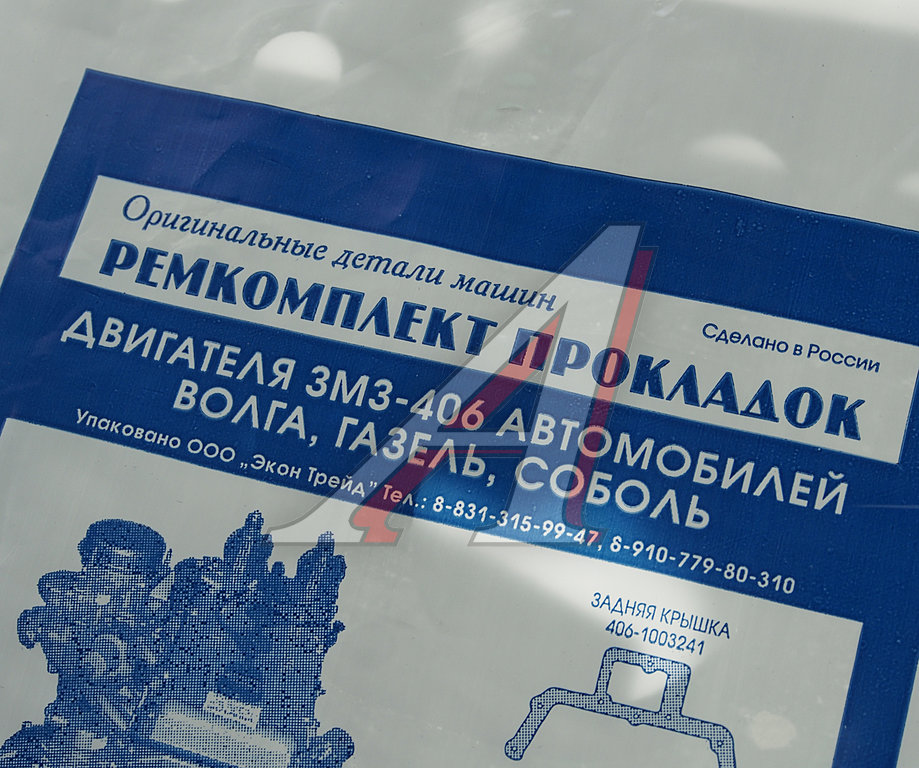 Оригинальные детали машин
РЕМКОМПЛЕКТ ПРОКЛАДОК
Сделано в России
ДВИГАТЕЛЯ ЗМЗ-406 АВТОМОБИЛЕЙ
ВОЛГА, ГАЗЕЛЬ, СОБОЛЬ
Упаковано ООО „Экон Трейд" Тел.: 8-831-315-99-47, 8-910-779-80-310
ЗАДНЯЯ КРЫШКА
406-1003241